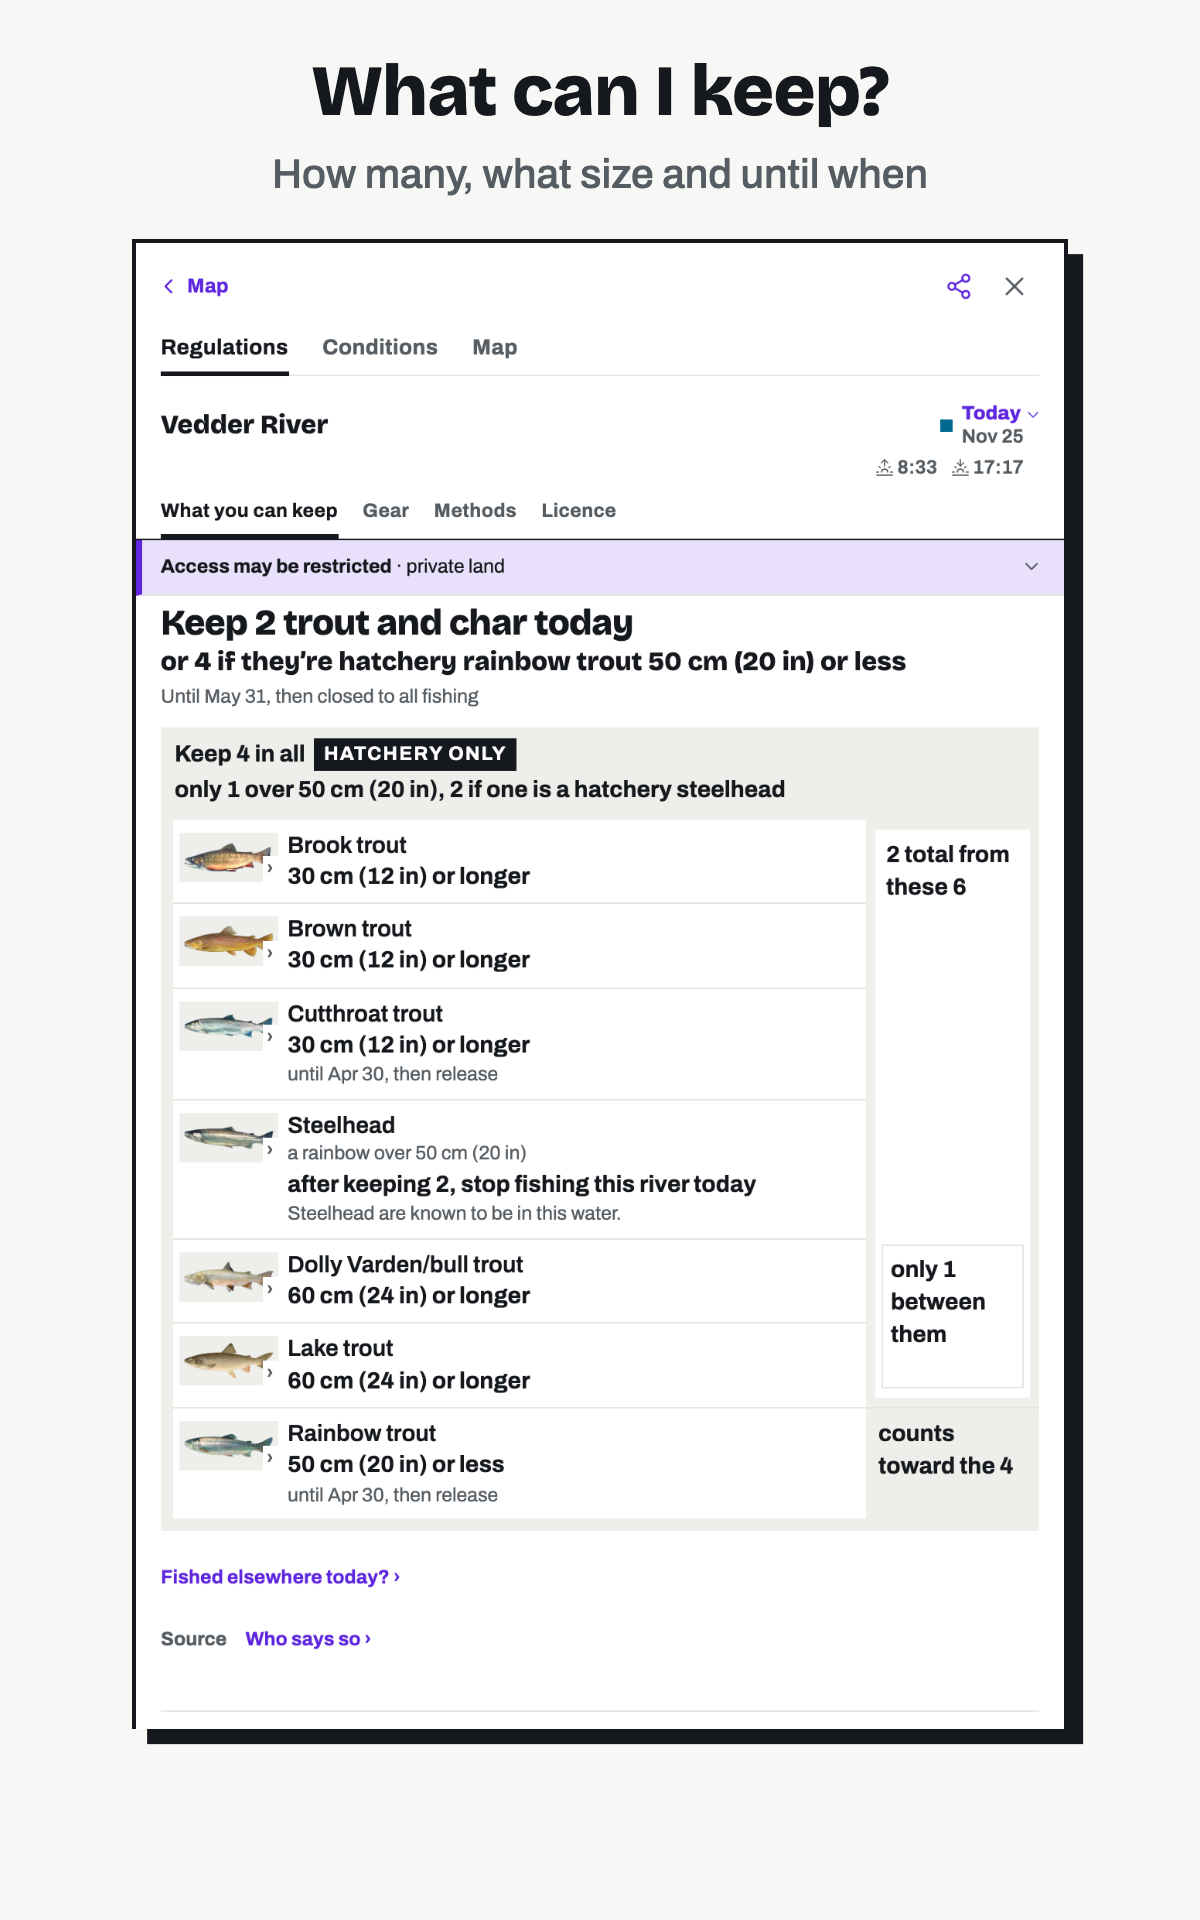 What can I keep?
How many, what size and until when
Map
Regulations Conditions Map
Vedder River
Today
Nov 25
8:33 17:17
What you can keep Gear Methods Licence
Access may be restricted · private land
Keep 2 trout and char today
or 4 if they're hatchery rainbow trout 50 cm (20 in) or less
Until May 31, then closed to all fishing
Keep 4 in all HATCHERY ONLY
only 1 over 50 cm (20 in), 2 if one is a hatchery steelhead
Brook trout
30 cm (12 in) or longer
2 total from
these 6
Brown trout
30 cm (12 in) or longer
Cutthroat trout
30 cm (12 in) or longer
until Apr 30, then release
Steelhead
a rainbow over 50 cm (20 in)
after keeping 2, stop fishing this river today
Steelhead are known to be in this water.
Dolly Varden/bull trout
60 cm (24 in) or longer
only 1
between
them
Lake trout
60 cm (24 in) or longer
Rainbow trout
50 cm (20 in) or less
until Apr 30, then release
counts
toward the 4
Fished elsewhere today? ›
Source Who says so ›